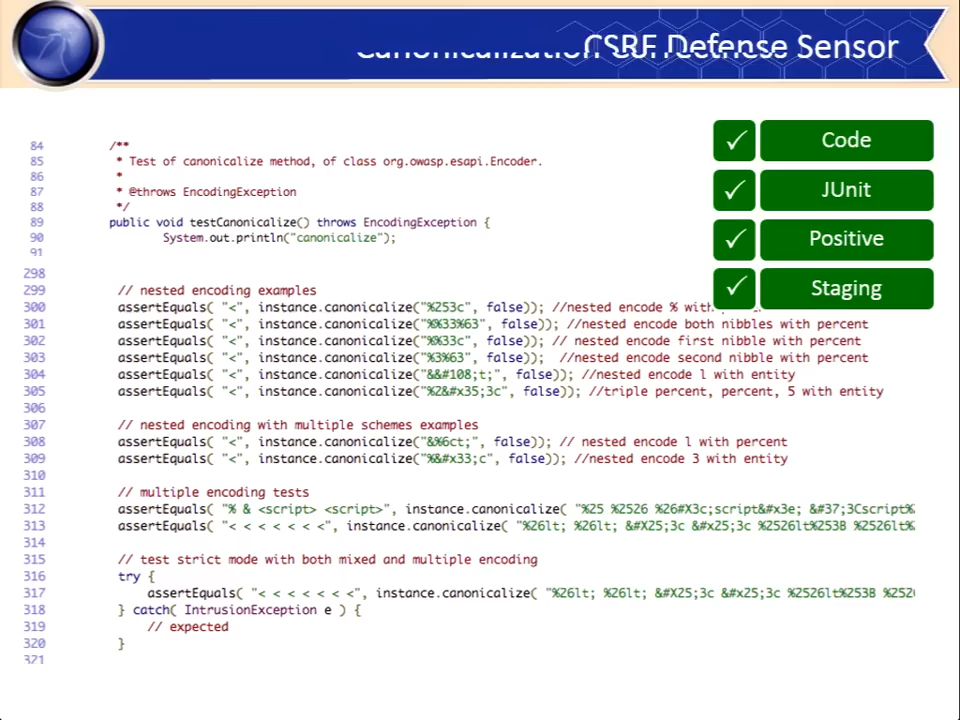 Canonicalization CSRF Defense Sensor
Code
JUnit
Positive
Staging
84 /**
85 * Test of canonicalize method, of class org.owasp.esapi.Encoder.
86 *
87 * @throws EncodingException
88 */
89 public void testCanonicalize() throws EncodingException {
90 System.out.println("canonicalize");
91
298
299 // nested encoding examples
300 assertEquals( "<", instance.canonicalize("%253c", false)); //nested encode % with
301 assertEquals( "<", instance.canonicalize("%%33%63", false)); //nested encode both nibbles with percent
302 assertEquals( "<", instance.canonicalize("%%33c", false)); // nested encode first nibble with percent
303 assertEquals( "<", instance.canonicalize("%3%63", false)); //nested encode second nibble with percent
304 assertEquals( "<", instance.canonicalize("&&#108;t;", false)); //nested encode l with entity
305 assertEquals( "<", instance.canonicalize("%2&#x35;3c", false)); //triple percent, percent, 5 with entity
306
307 // nested encoding with multiple schemes examples
308 assertEquals( "<", instance.canonicalize("&%6ct;", false)); // nested encode l with percent
309 assertEquals( "<", instance.canonicalize("%&#x33;c", false)); //nested encode 3 with entity
310
311 // multiple encoding tests
312 assertEquals( "% & <script> <script>", instance.canonicalize( "%25 %2526 %26#X3c;script&#x3e; &#37;3Cscript%
313 assertEquals( "< < < < < < <", instance.canonicalize( "%26lt; %26lt; &#X25;3c &#x25;3c %2526lt%253B %2526lt%
314
315 // test strict mode with both mixed and multiple encoding
316 try {
317 assertEquals( "< < < < < < <", instance.canonicalize( "%26lt; %26lt; &#X25;3c &#x25;3c %2526lt%253B %252
318 } catch( IntrusionException e ) {
319 // expected
320 }
321